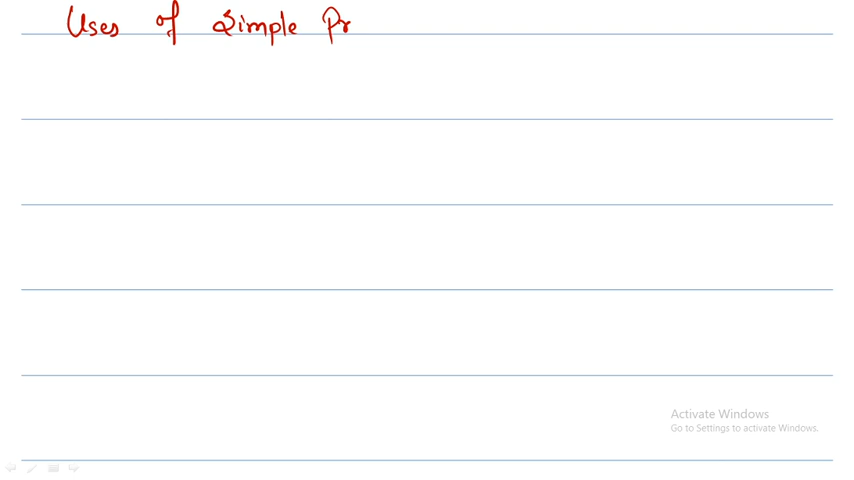 Uses of Simple Pr
Activate Windows
Go to Settings to activate Windows.